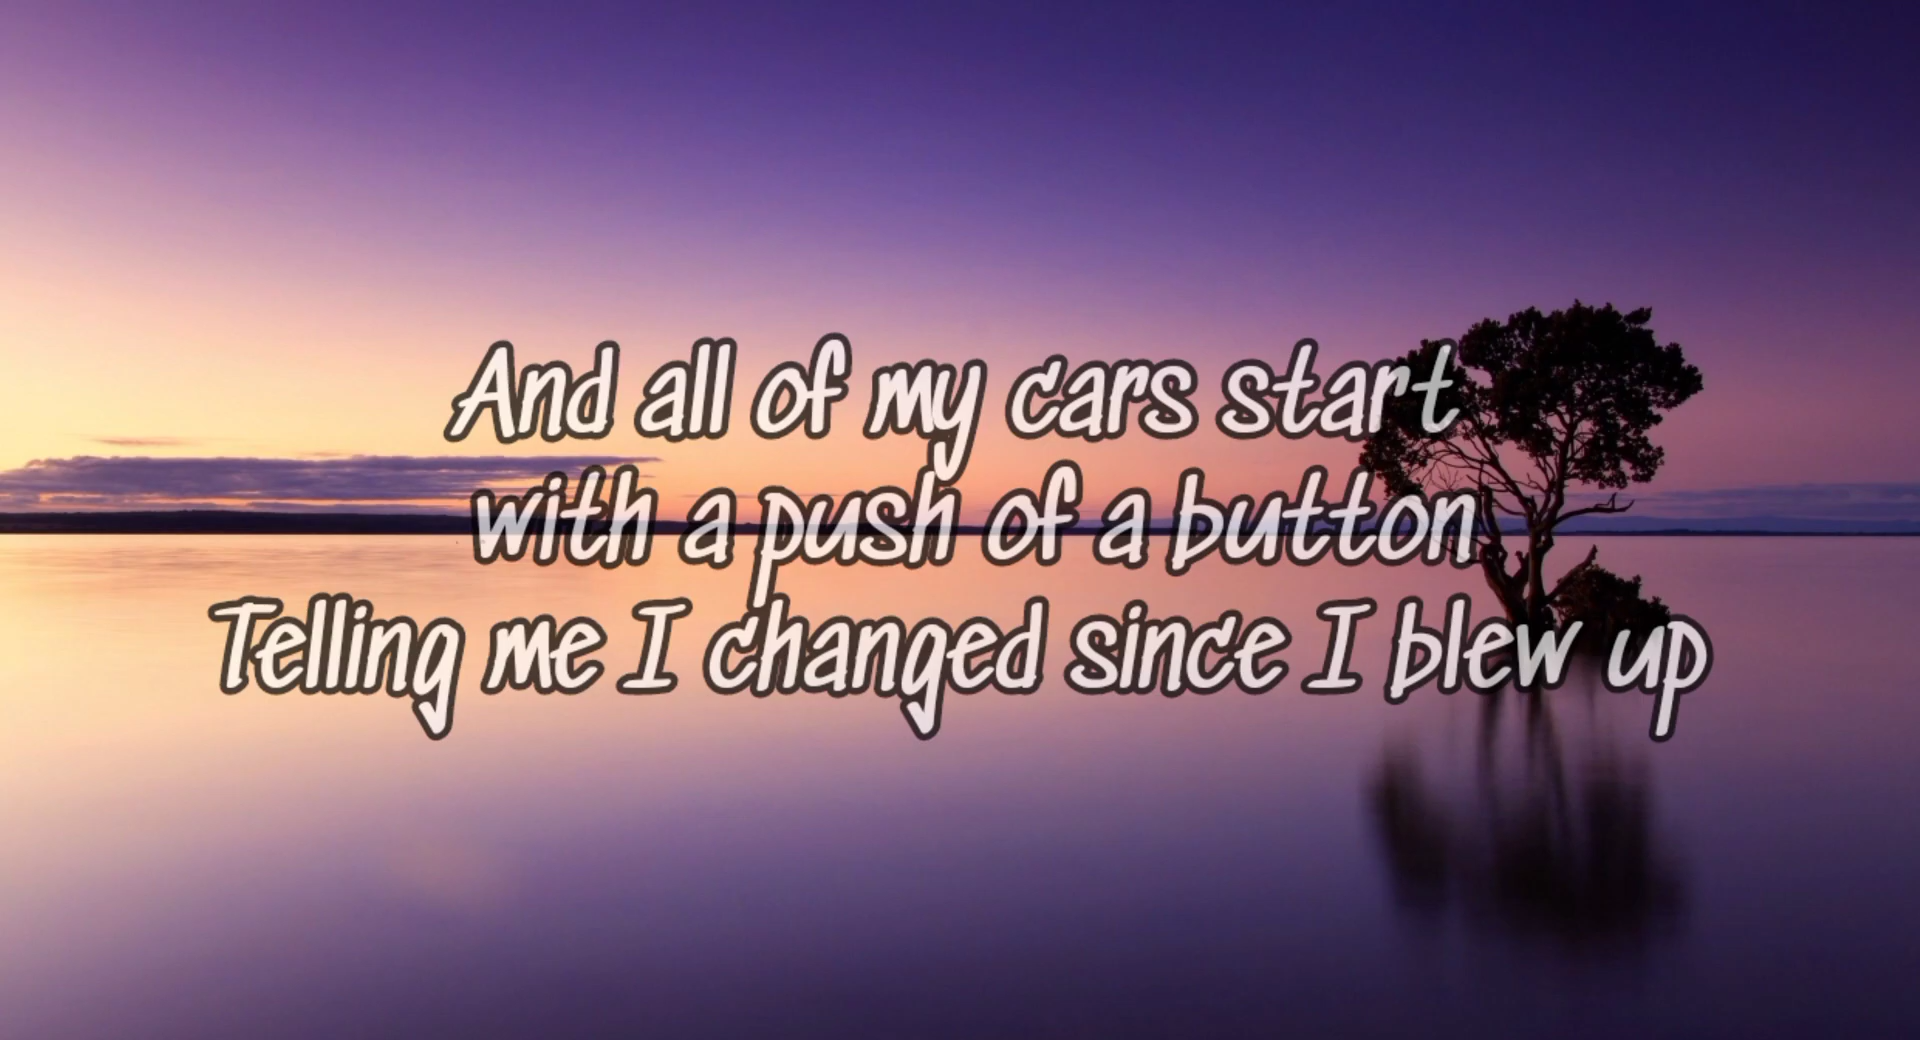 And all of my cars start
with a push of a button
Telling me I changed since I blew up